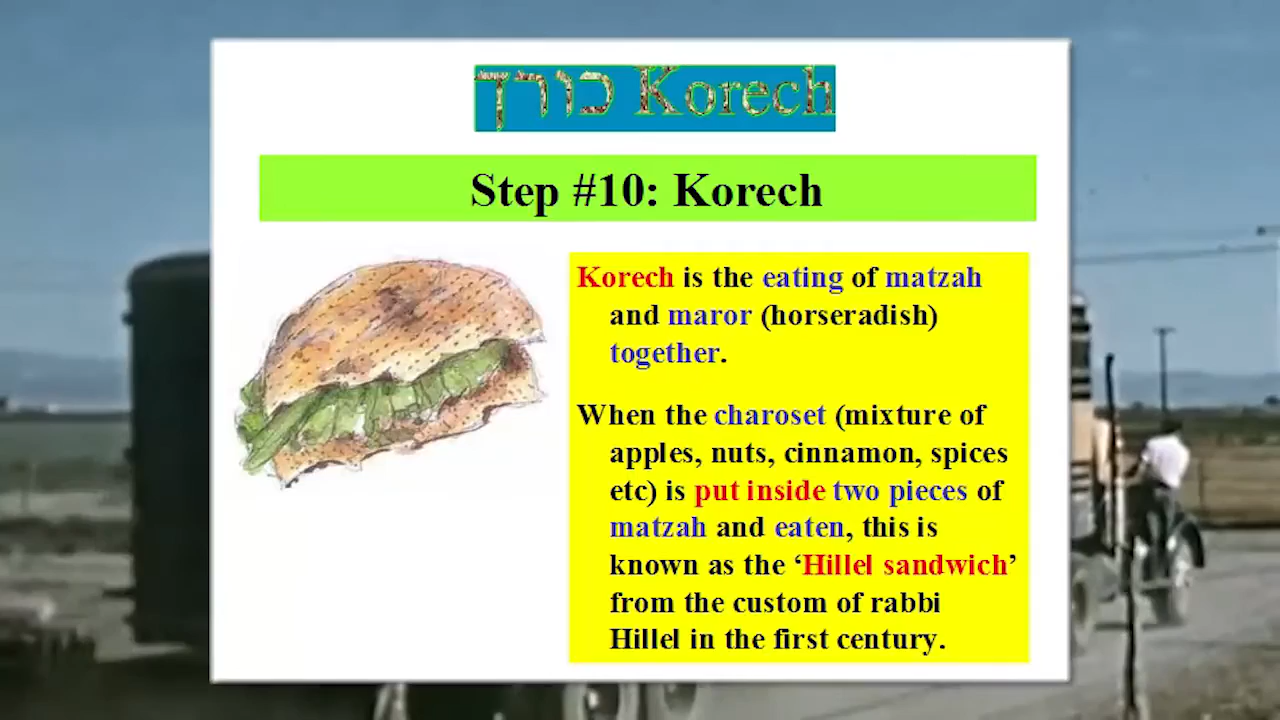 כורך Korech
Step #10: Korech
Korech is the eating of matzah
and maror (horseradish)
together.
When the charoset (mixture of
apples, nuts, cinnamon, spices
etc) is put inside two pieces of
matzah and eaten, this is
known as the ‘Hillel sandwich’
from the custom of rabbi
Hillel in the first century.